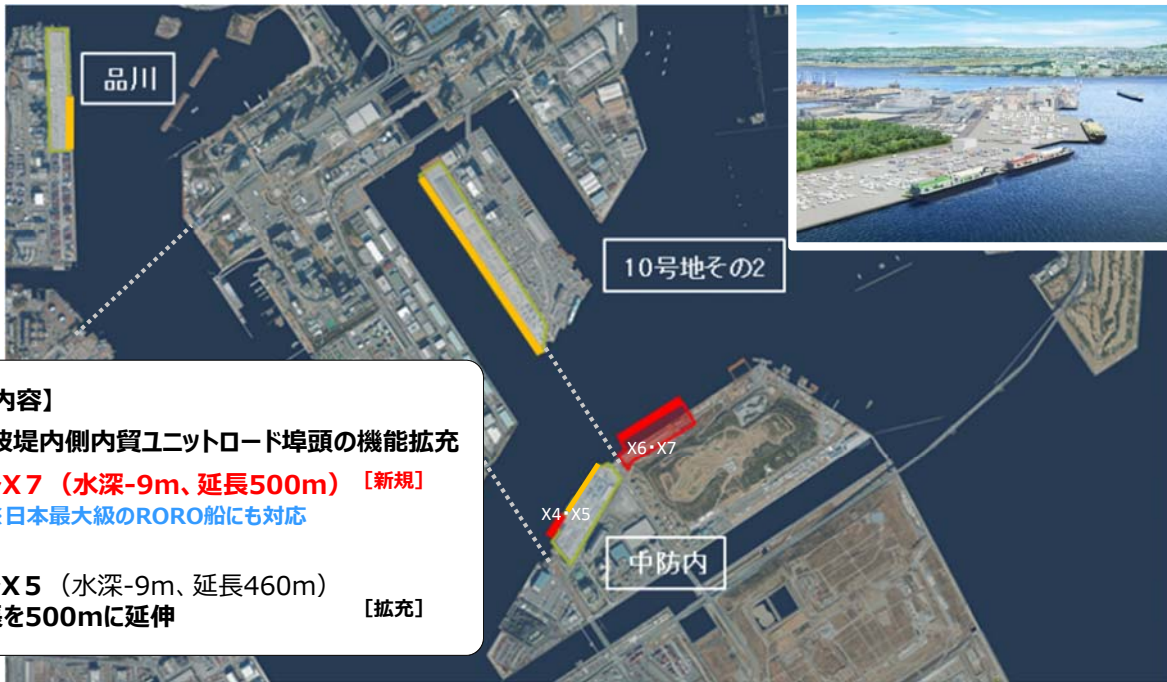 品川
10号地その2
X6・X7
X4・X5
中防内
内容】
波堤内側内貿ユニットロード埠頭の機能拡充
X7（水深-9m、延長500m）［新規］
日本最大級のRORO船にも対応
X5（水深-9m、延長460m）
を500mに延伸 ［拡充］